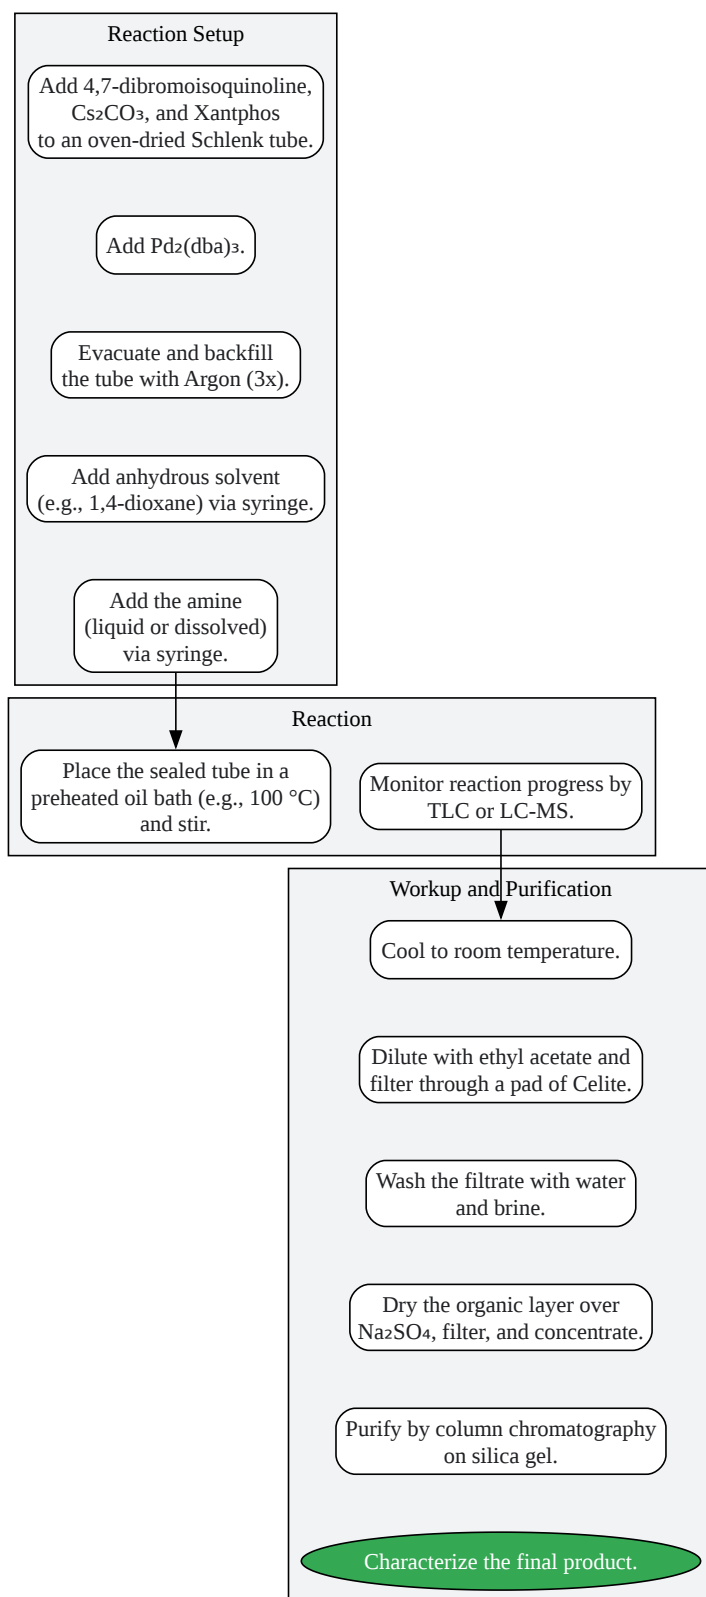 Reaction Setup
Add 4,7-dibromoisoquinoline,
Cs₂CO₃, and Xantphos
to an oven-dried Schlenk tube.
Add Pd₂(dba)₃.
Evacuate and backfill
the tube with Argon (3x).
Add anhydrous solvent
(e.g., 1,4-dioxane) via syringe.
Add the amine
(liquid or dissolved)
via syringe.
Reaction
Place the sealed tube in a
preheated oil bath (e.g., 100 °C)
and stir.
Monitor reaction progress by
TLC or LC-MS.
Workup and Purification
Cool to room temperature.
Dilute with ethyl acetate and
filter through a pad of Celite.
Wash the filtrate with water
and brine.
Dry the organic layer over
Na₂SO₄, filter, and concentrate.
Purify by column chromatography
on silica gel.
Characterize the final product.